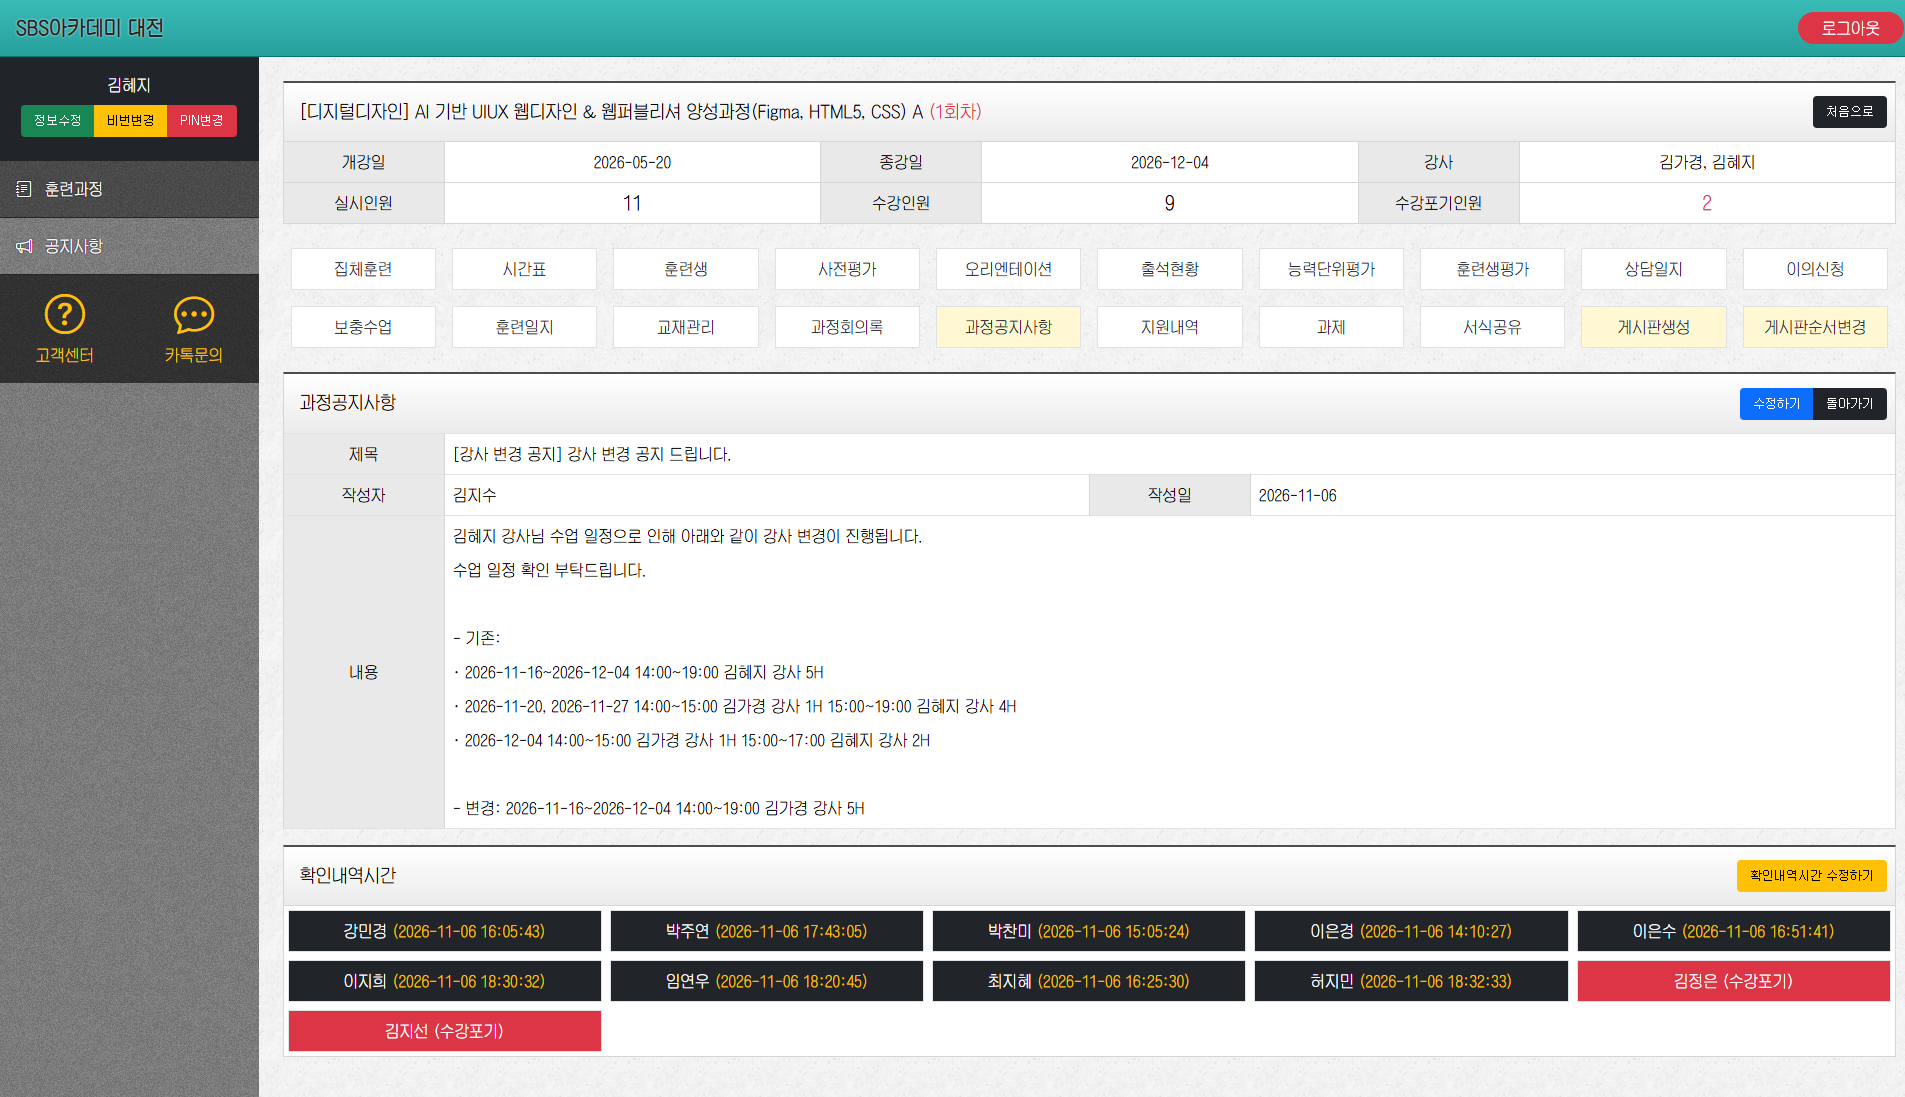 SBS아카데미 대전
로그아웃
김혜지
정보수정 비번변경 PIN변경
훈련과정
공지사항
고객센터 카톡문의
[디지털디자인] AI 기반 UIUX 웹디자인 & 웹퍼블리셔 양성과정(Figma, HTML5, CSS) A (1회차)
처음으로
개강일 2026-05-20 종강일 2026-12-04 강사 김가경, 김혜지
실시인원 11 수강인원 9 수강포기인원 2
집체훈련 시간표 훈련생 사전평가 오리엔테이션 출석현황 능력단위평가 훈련생평가 상담일지 이의신청
보충수업 훈련일지 교재관리 과정회의록 과정공지사항 지원내역 과제 서식공유 게시판생성 게시판순서변경
과정공지사항
수정하기 돌아가기
제목 [강사 변경 공지] 강사 변경 공지 드립니다.
작성자 김지수 작성일 2026-11-06
내용
김혜지 강사님 수업 일정으로 인해 아래와 같이 강사 변경이 진행됩니다.
수업 일정 확인 부탁드립니다.
- 기존:
· 2026-11-16~2026-12-04 14:00~19:00 김혜지 강사 5H
· 2026-11-20, 2026-11-27 14:00~15:00 김가경 강사 1H 15:00~19:00 김혜지 강사 4H
· 2026-12-04 14:00~15:00 김가경 강사 1H 15:00~17:00 김혜지 강사 2H
- 변경: 2026-11-16~2026-12-04 14:00~19:00 김가경 강사 5H
확인내역시간
확인내역시간 수정하기
강민경 (2026-11-06 16:05:43) 박주연 (2026-11-06 17:43:05) 박찬미 (2026-11-06 15:05:24) 이은경 (2026-11-06 14:10:27) 이은수 (2026-11-06 16:51:41)
이지희 (2026-11-06 18:30:32) 임연우 (2026-11-06 18:20:45) 최지혜 (2026-11-06 16:25:30) 허지민 (2026-11-06 18:32:33) 김정은 (수강포기)
김지선 (수강포기)